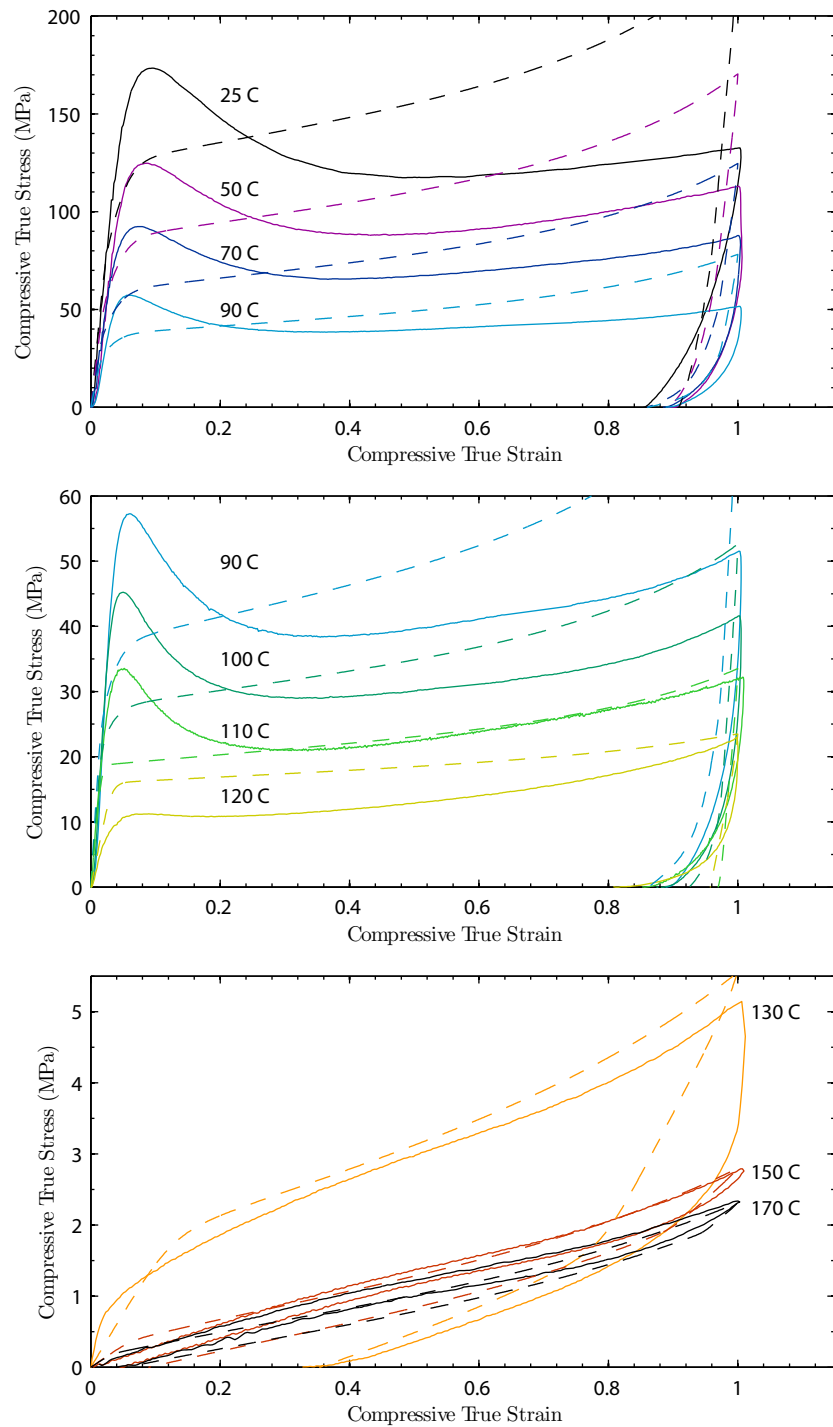 200
150
100
50
0
Compressive True Stress (MPa)
25 C
50 C
70 C
90 C
0 0.2 0.4 0.6 0.8 1
Compressive True Strain
60
50
40
30
20
10
0
Compressive True Stress (MPa)
90 C
100 C
110 C
120 C
0 0.2 0.4 0.6 0.8 1
Compressive True Strain
5
4
3
2
1
0
Compressive True Stress (MPa)
130 C
150 C
170 C
0 0.2 0.4 0.6 0.8 1
Compressive True Strain